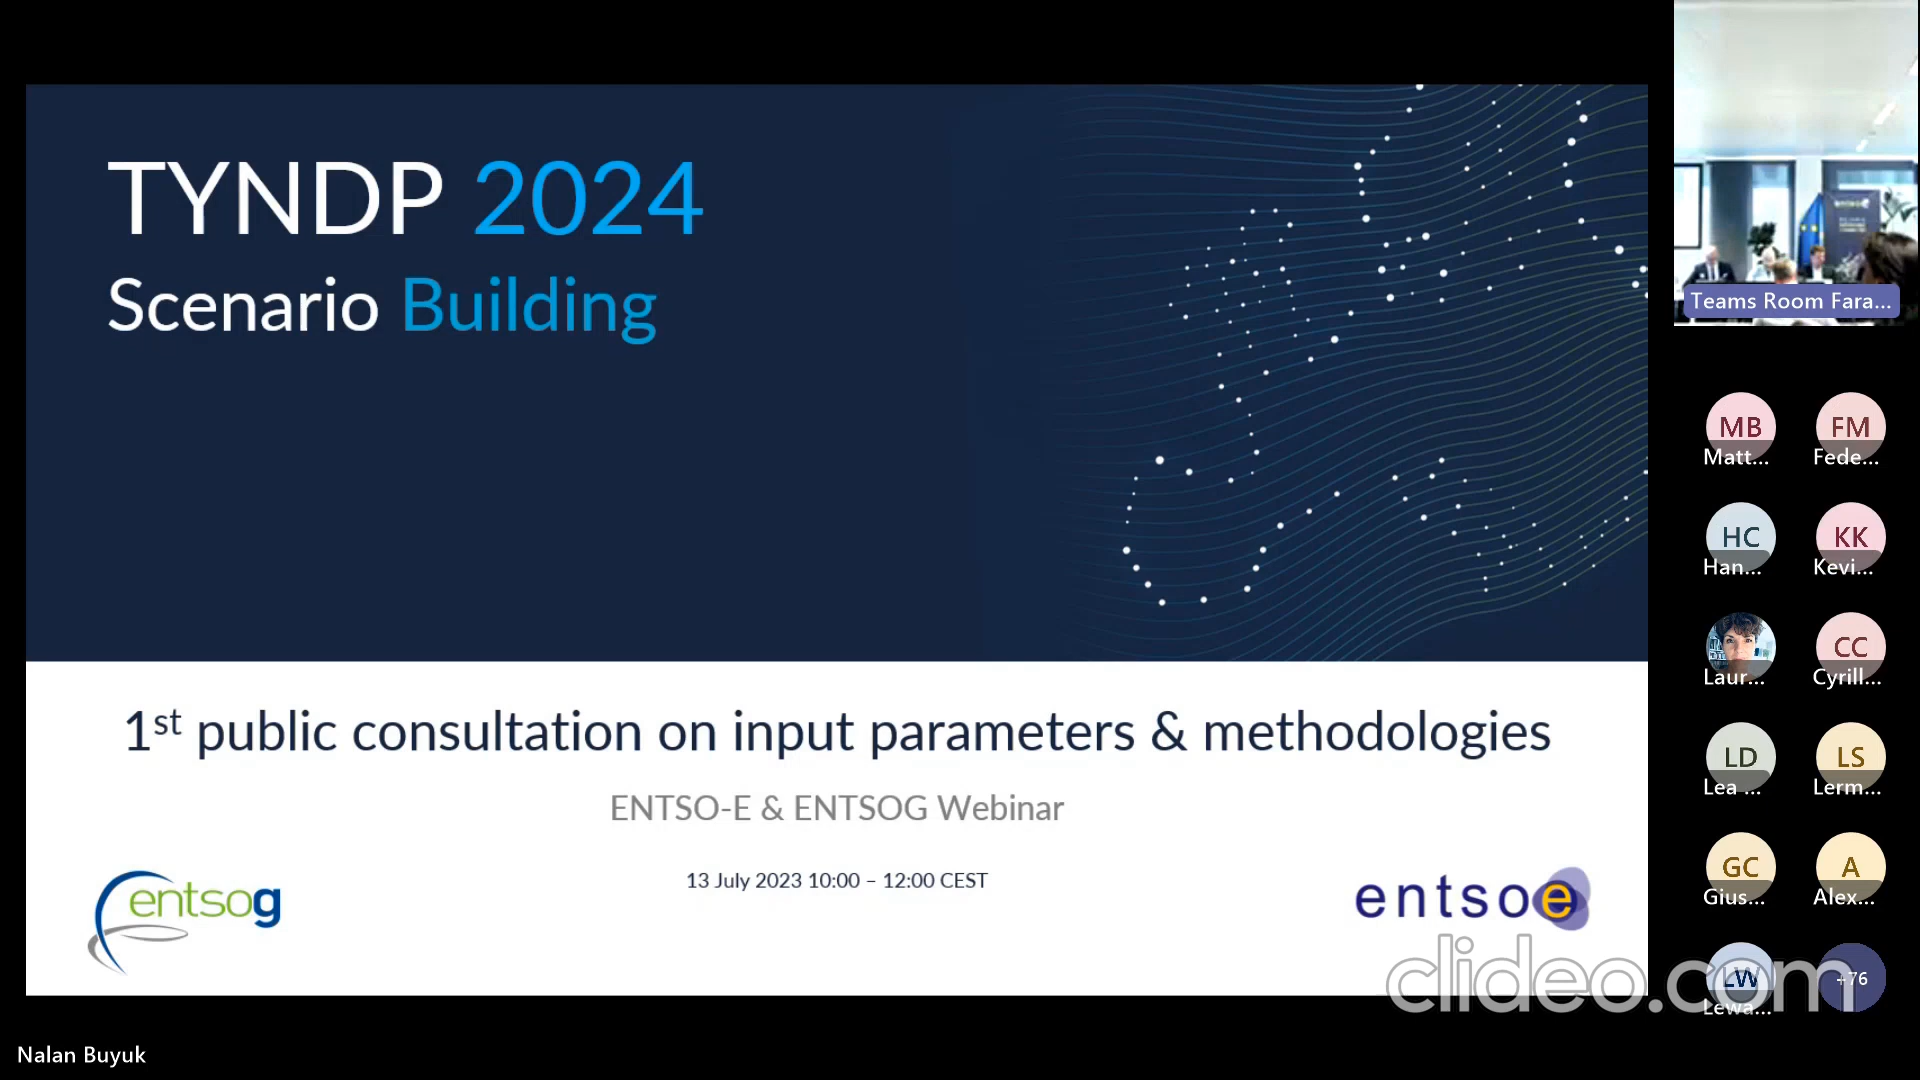 TYNDP 2024
Scenario Building
1st public consultation on input parameters & methodologies
ENTSO-E & ENTSOG Webinar
13 July 2023 10:00 – 12:00 CEST
entsog
entsoe
Teams Room Fara...
MB
Matt...
FM
Fede...
HC
Han...
KK
Kevi...
Laur...
CC
Cyrill...
LD
Lea ...
LS
Lerm...
GC
Gius...
A
Alex...
LW
Lewa...
+76
clideo.com
Nalan Buyuk